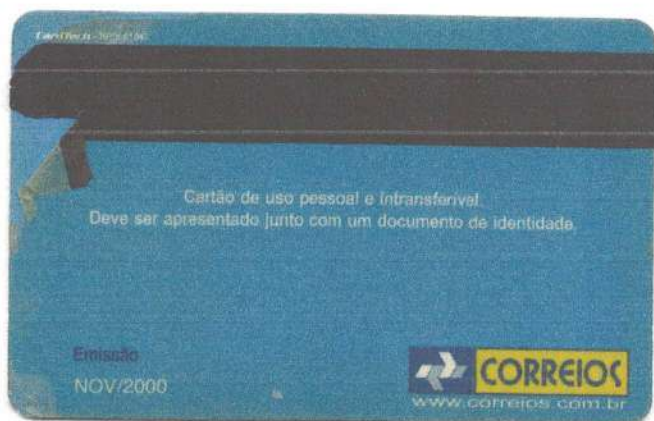 Cartão de uso pessoal e intransferível.
Deve ser apresentado junto com um documento de identidade.
Emissão
NOV/2000
CORREIOS
www.correios.com.br